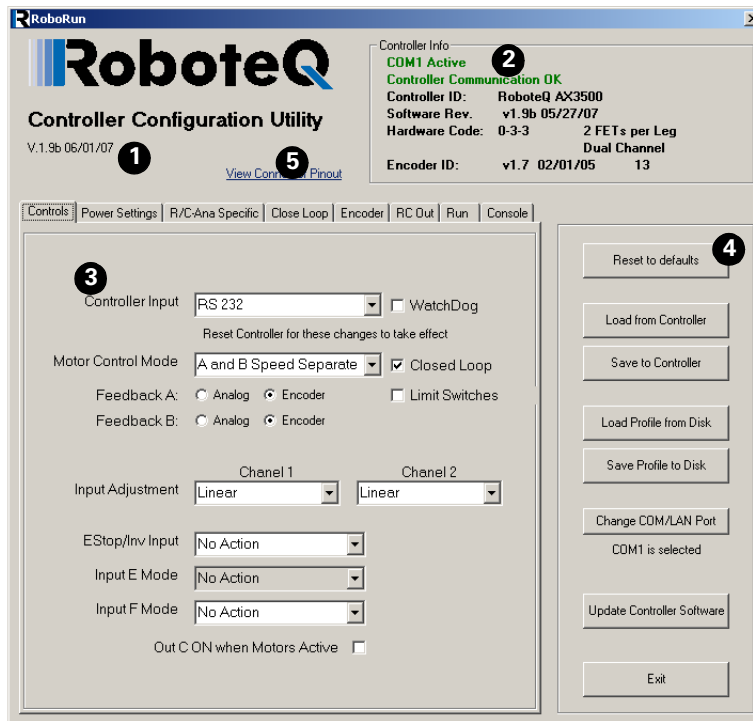 RoboRun
RoboteQ
Controller Configuration Utility
V.1.9b 06/01/07
1
5
View Connector Pinout
Controller Info
2
COM1 Active
Controller Communication OK
Controller ID: RoboteQ AX3500
Software Rev. v1.9b 05/27/07
Hardware Code: 0-3-3 2 FETs per Leg
Dual Channel
Encoder ID: v1.7 02/01/05 13
Controls Power Settings R/C-Ana Specific Close Loop Encoder RC Out Run Console
3
Controller Input RS 232 WatchDog
Reset Controller for these changes to take effect
Motor Control Mode A and B Speed Separate Closed Loop
Feedback A: Analog Encoder Limit Switches
Feedback B: Analog Encoder
Chanel 1 Chanel 2
Input Adjustment Linear Linear
EStop/Inv Input No Action
Input E Mode No Action
Input F Mode No Action
Out C ON when Motors Active
4
Reset to defaults
Load from Controller
Save to Controller
Load Profile from Disk
Save Profile to Disk
Change COM/LAN Port
COM1 is selected
Update Controller Software
Exit